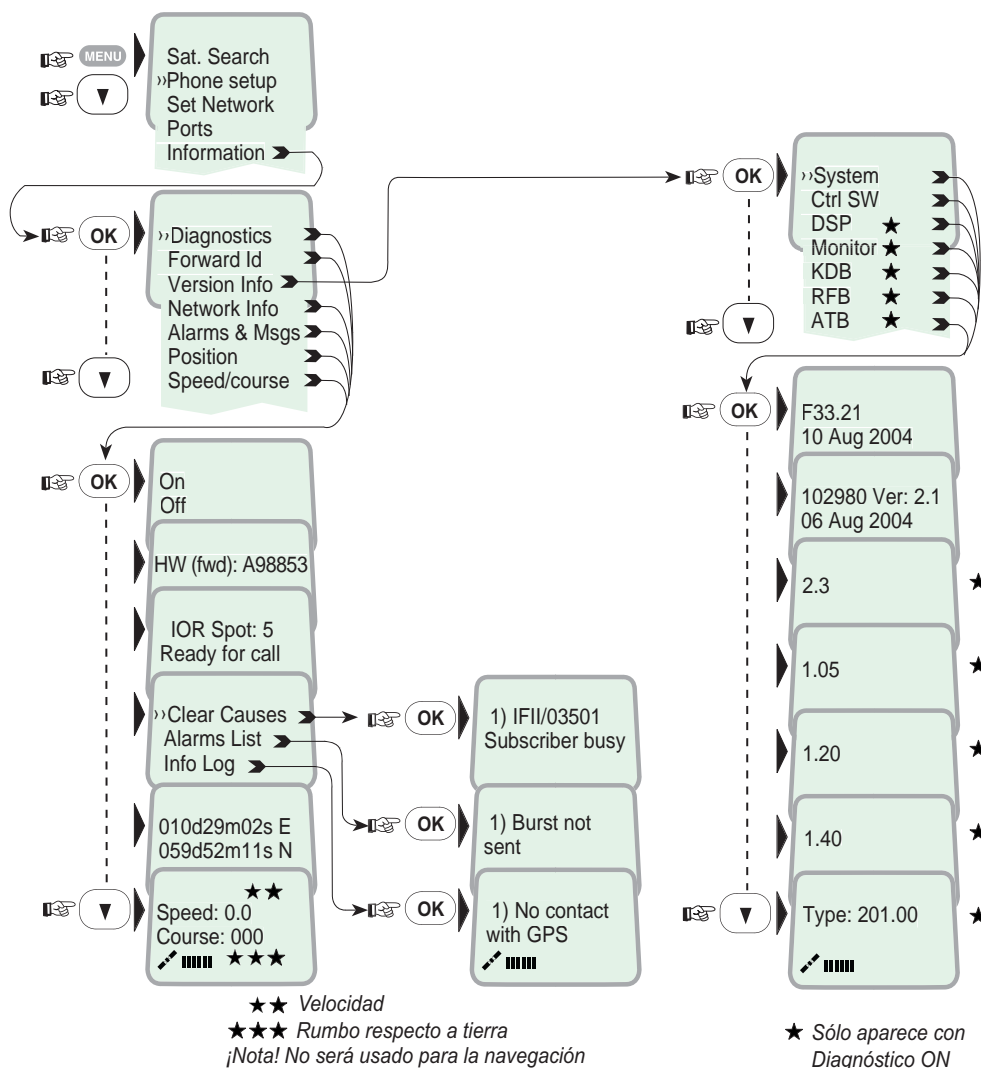 MENU
Sat. Search
››Phone setup
Set Network
Ports
Information
OK
››Diagnostics
Forward Id
Version Info
Network Info
Alarms & Msgs
Position
Speed/course
OK
››System
Ctrl SW
DSP ★
Monitor ★
KDB ★
RFB ★
ATB ★
OK
On
Off
HW (fwd): A98853
IOR Spot: 5
Ready for call
››Clear Causes
Alarms List
Info Log
010d29m02s E
059d52m11s N
★★
Speed: 0.0
Course: 000
★★★
OK
1) IFII/03501
Subscriber busy
OK
1) Burst not
sent
OK
1) No contact
with GPS
OK
F33.21
10 Aug 2004
102980 Ver: 2.1
06 Aug 2004
2.3 ★
1.05 ★
1.20 ★
1.40 ★
Type: 201.00 ★
★★ Velocidad
★★★ Rumbo respecto a tierra
¡Nota! No será usado para la navegación
★ Sólo aparece con
Diagnóstico ON